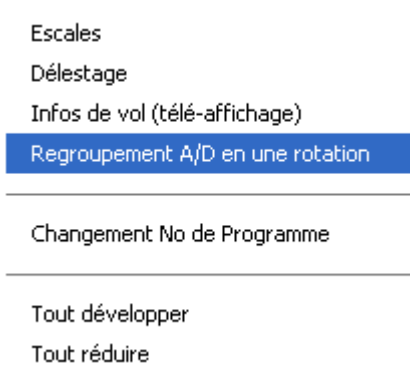 Escales
Délestage
Infos de vol (télé-affichage)
Regroupement A/D en une rotation
Changement No de Programme
Tout développer
Tout réduire